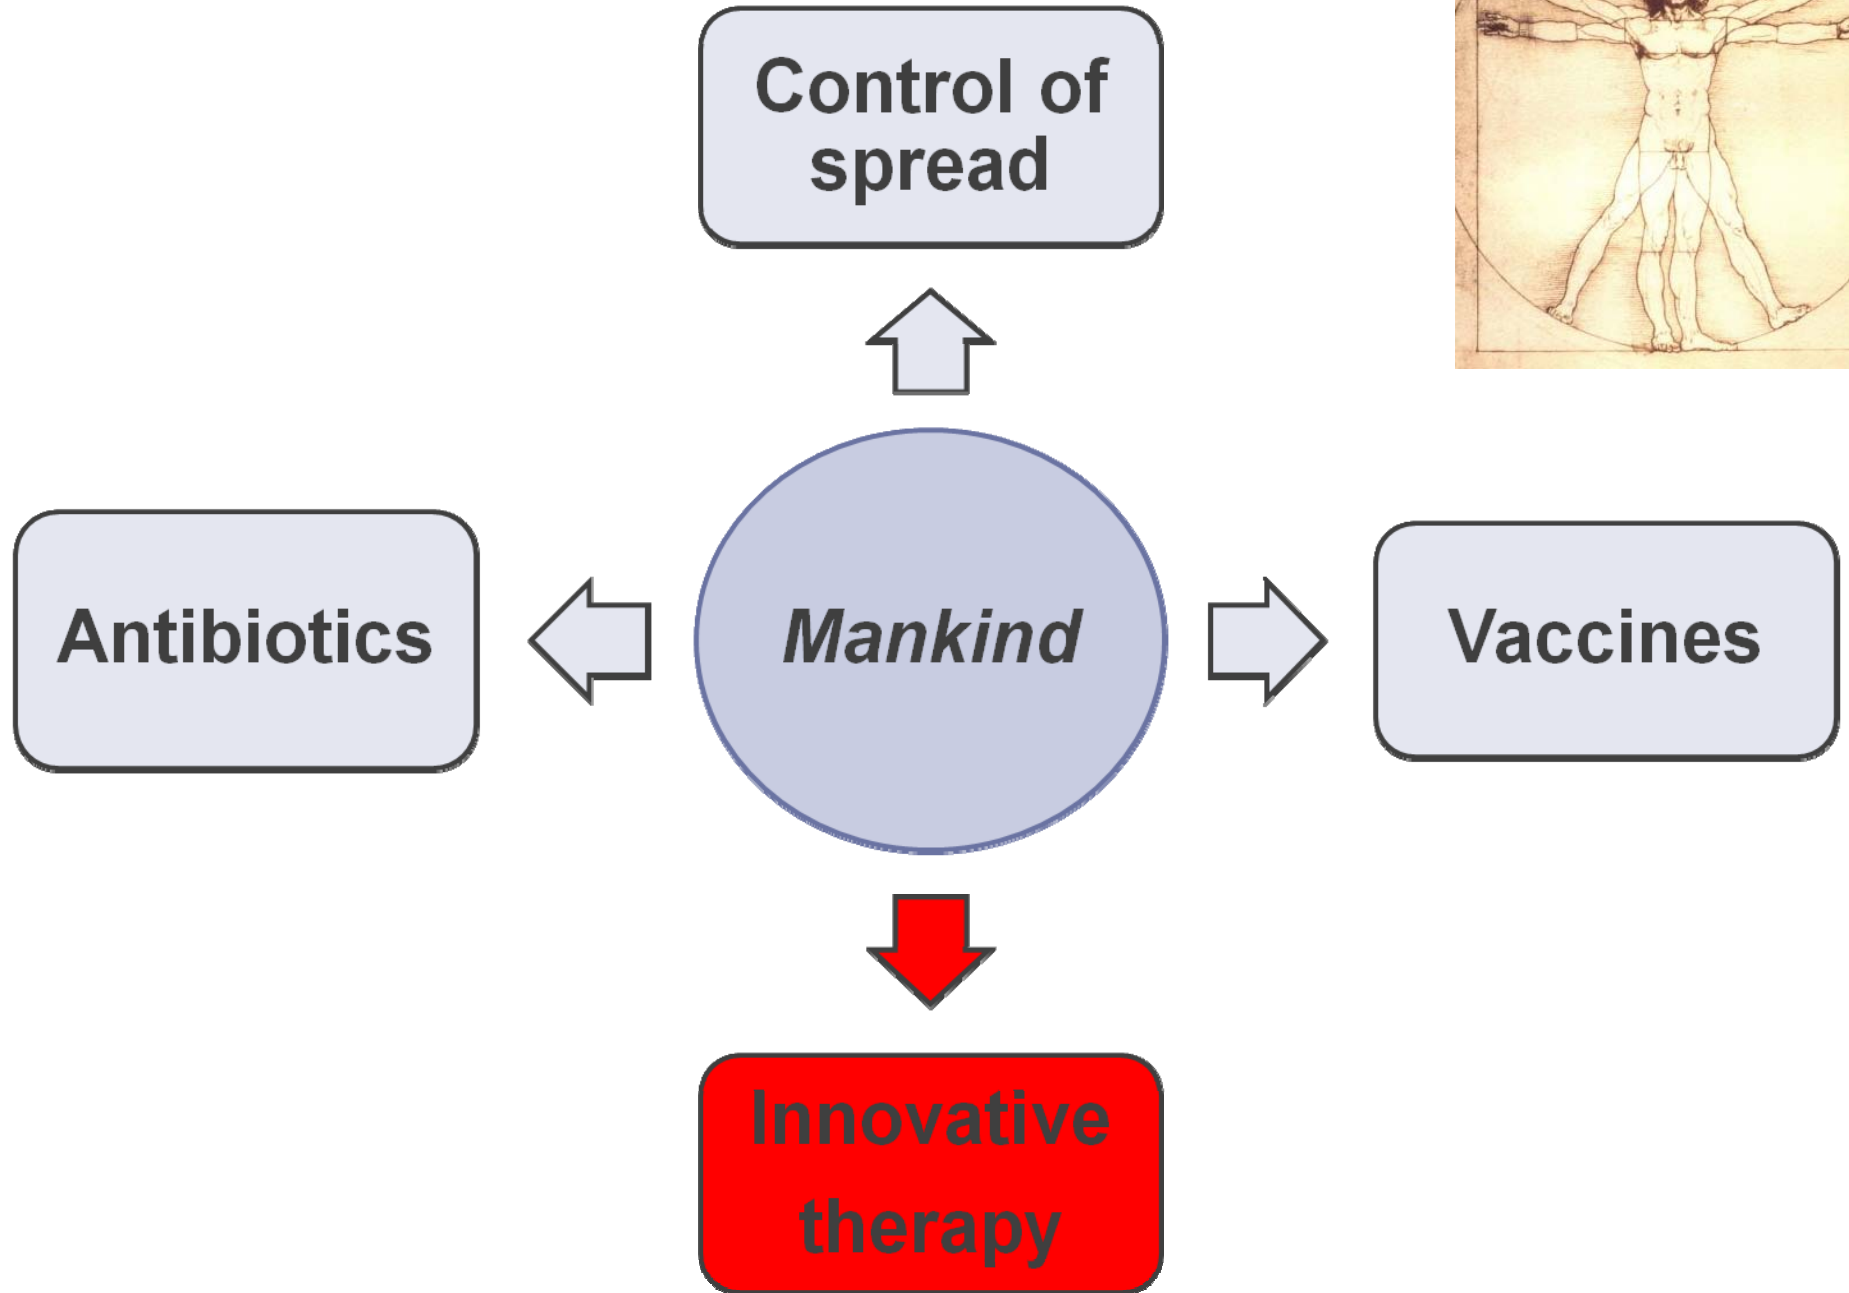 Control of
spread
Antibiotics
Mankind
Vaccines
Innovative
therapy